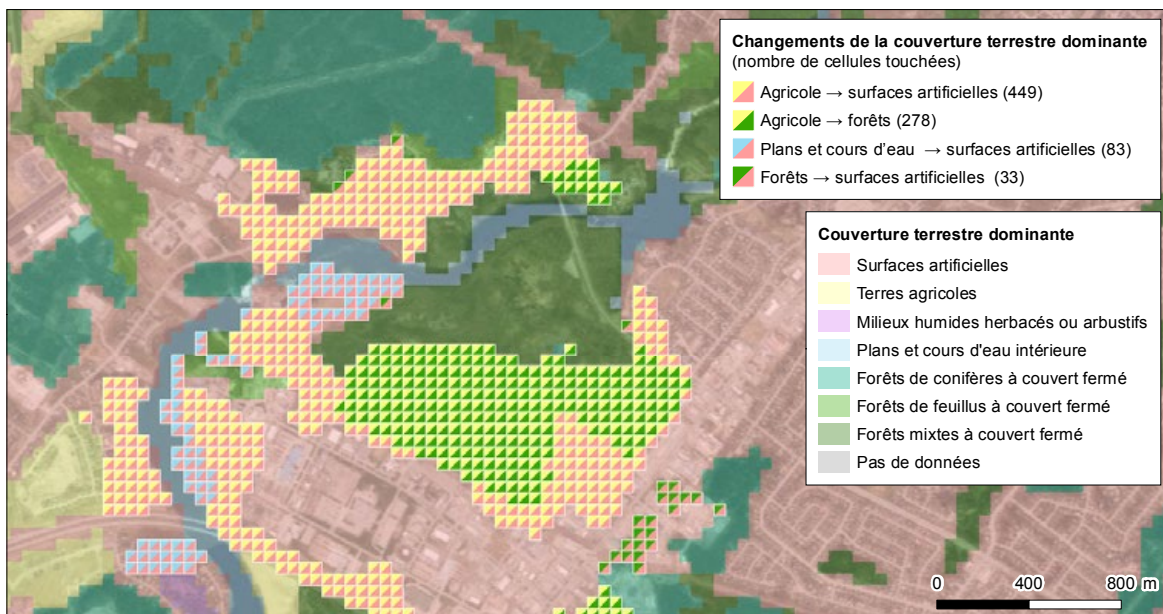 Changements de la couverture terrestre dominante
(nombre de cellules touchées)
Agricole → surfaces artificielles (449)
Agricole → forêts (278)
Plans et cours d’eau → surfaces artificielles (83)
Forêts → surfaces artificielles (33)
Couverture terrestre dominante
Surfaces artificielles
Terres agricoles
Milieux humides herbacés ou arbustifs
Plans et cours d'eau intérieure
Forêts de conifères à couvert fermé
Forêts de feuillus à couvert fermé
Forêts mixtes à couvert fermé
Pas de données
0 400 800 m